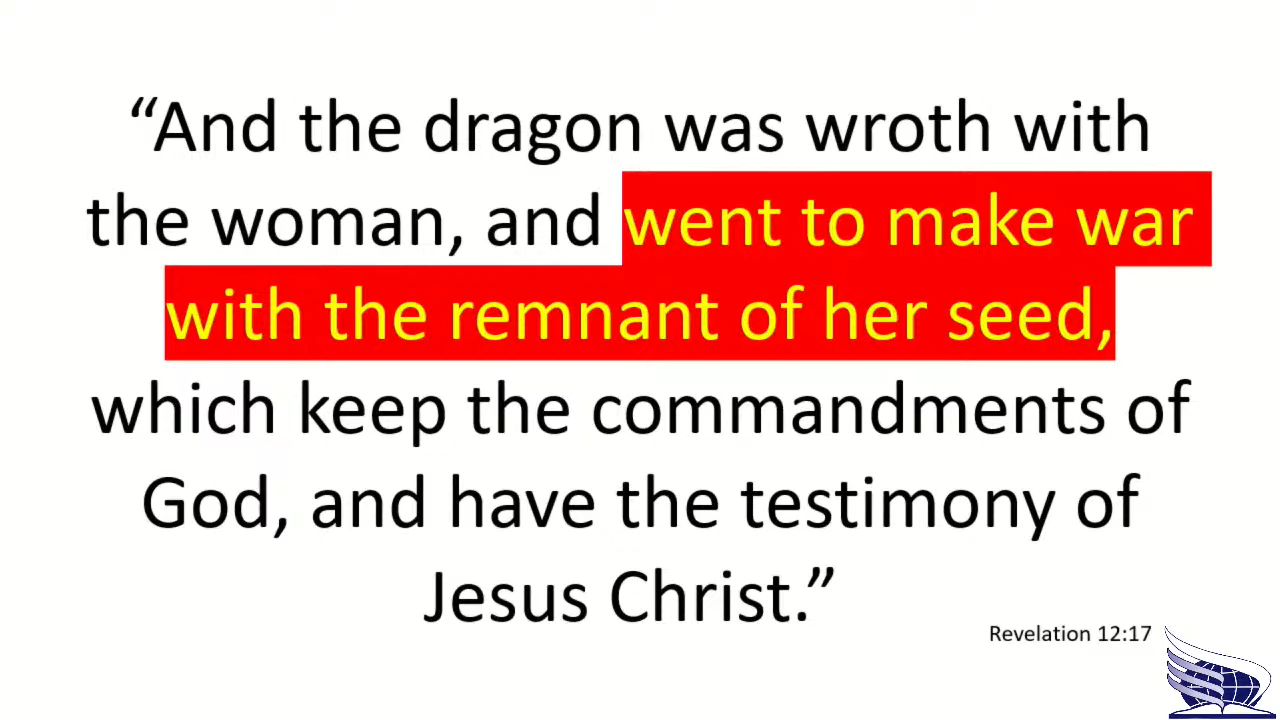 “And the dragon was wroth with
the woman, and went to make war
with the remnant of her seed,
which keep the commandments of
God, and have the testimony of
Jesus Christ.”
Revelation 12:17